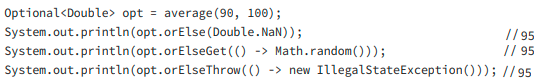 Optional<Double> opt = average(90, 100);
System.out.println(opt.orElse(Double.NaN)); //95
System.out.println(opt.orElseGet(() -> Math.random())); // 95
System.out.println(opt.orElseThrow(() -> new IllegalStateException())); //95